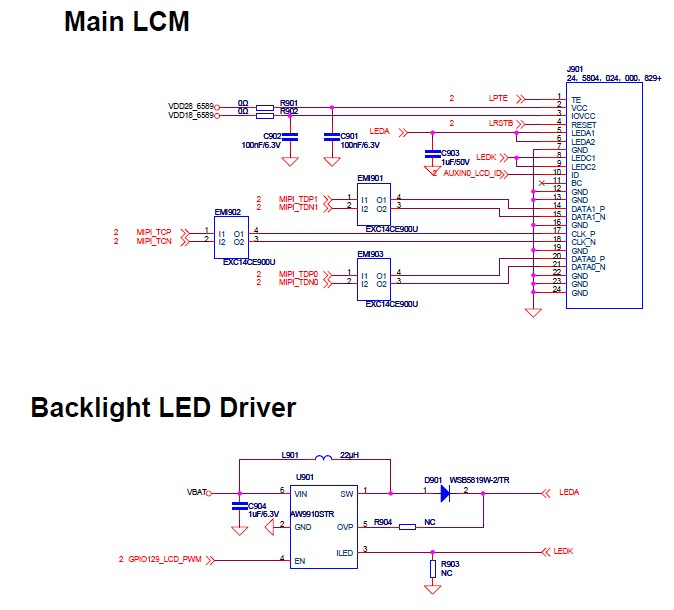 Main LCM
J901
24, 5804, 024, 000, 829+
VDD28_6589 0Ω R901
VDD18_6589 0Ω R902
C902
100nF/6.3V
C901
100nF/6.3V
LEDA
C903
1uF/50V
2 LPTE
2 LRSTB
LEDK
2 AUXIN0_LCD_ID
1 TE
2 VCC
3 IOVCC
4 RESET
5 LEDA1
6 LEDA2
7 GND
8 LEDC1
9 LEDC2
10 ID
11 BC
12 GND
13 GND
14 DATA1_P
15 DATA1_N
16 GND
17 CLK_P
18 CLK_N
19 GND
20 DATA0_P
21 DATA0_N
22 GND
23 GND
24 GND
EMI901
2 MIPI_TDP1 1 I1 O1 4
2 MIPI_TDN1 2 I2 O2 3
EXC14CE900U
EMI902
2 MIPI_TCP 1 I1 O1 4
2 MIPI_TCN 2 I2 O2 3
EXC14CE900U
EMI903
2 MIPI_TDP0 1 I1 O1 4
2 MIPI_TDN0 2 I2 O2 3
EXC14CE900U
Backlight LED Driver
L901 22µH
U901
VBAT 6 VIN SW 1
D901 WSB5819W-2/TR
1 2 LEDA
C904
1uF/6.3V
AW9910STR
2 GND OVP 5 R904 NC
ILED 3 LEDK
2 GPIO129_LCD_PWM 4 EN
R903
NC